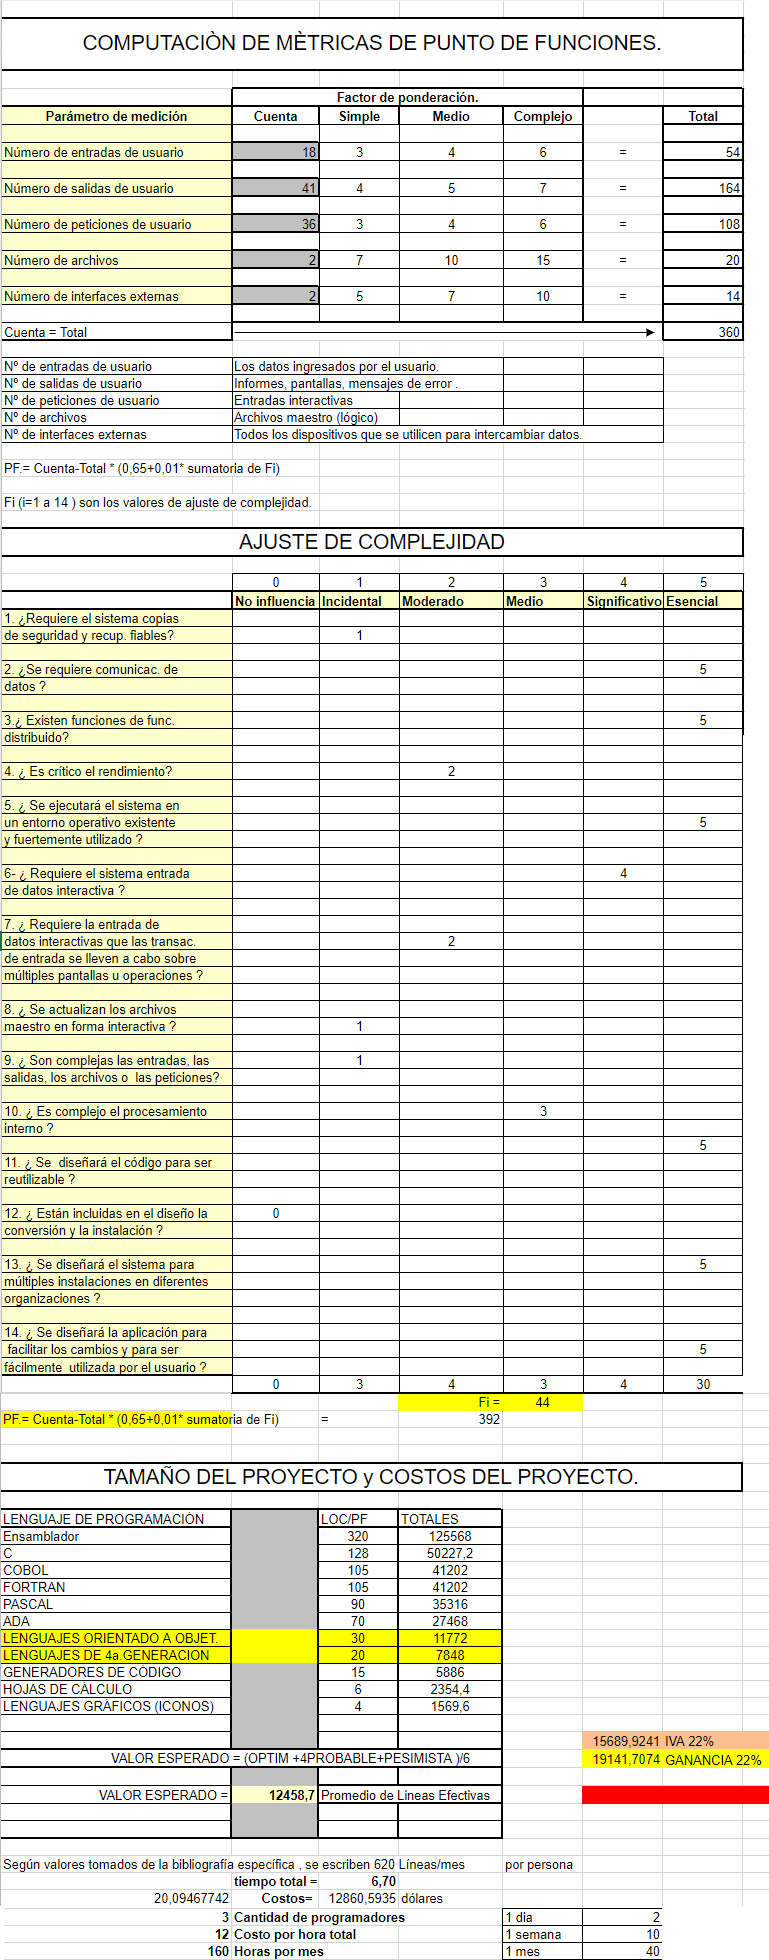 COMPUTACIÒN DE MÈTRICAS DE PUNTO DE FUNCIONES.
Factor de ponderación.
Parámetro de medición Cuenta Simple Medio Complejo Total
Número de entradas de usuario 18 3 4 6 = 54
Número de salidas de usuario 41 4 5 7 = 164
Número de peticiones de usuario 36 3 4 6 = 108
Número de archivos 2 7 10 15 = 20
Número de interfaces externas 2 5 7 10 = 14
Cuenta = Total 360
Nº de entradas de usuario Los datos ingresados por el usuario.
Nº de salidas de usuario Informes, pantallas, mensajes de error .
Nº de peticiones de usuario Entradas interactivas
Nº de archivos Archivos maestro (lógico)
Nº de interfaces externas Todos los dispositivos que se utilicen para intercambiar datos.
PF.= Cuenta-Total * (0,65+0,01* sumatoria de Fi)
Fi (i=1 a 14 ) son los valores de ajuste de complejidad.
AJUSTE DE COMPLEJIDAD
0 1 2 3 4 5
No influencia Incidental Moderado Medio Significativo Esencial
1. ¿Requiere el sistema copias
de seguridad y recup. fiables? 1
2. ¿Se requiere comunicac. de 5
datos ?
3.¿ Existen funciones de func. 5
distribuido?
4. ¿ Es crítico el rendimiento? 2
5. ¿ Se ejecutará el sistema en
un entorno operativo existente 5
y fuertemente utilizado ?
6- ¿ Requiere el sistema entrada 4
de datos interactiva ?
7. ¿ Requiere la entrada de
datos interactivas que las transac. 2
de entrada se lleven a cabo sobre
múltiples pantallas u operaciones ?
8. ¿ Se actualizan los archivos
maestro en forma interactiva ? 1
9. ¿ Son complejas las entradas, las 1
salidas, los archivos o las peticiones?
10. ¿ Es complejo el procesamiento 3
interno ?
5
11. ¿ Se diseñará el código para ser
reutilizable ?
12. ¿ Están incluidas en el diseño la 0
conversión y la instalación ?
13. ¿ Se diseñará el sistema para 5
múltiples instalaciones en diferentes
organizaciones ?
14. ¿ Se diseñará la aplicación para
facilitar los cambios y para ser 5
fácilmente utilizada por el usuario ?
0 3 4 3 4 30
Fi = 44
PF.= Cuenta-Total * (0,65+0,01* sumatoria de Fi) = 392
TAMAÑO DEL PROYECTO y COSTOS DEL PROYECTO.
LENGUAJE DE PROGRAMACIÓN LOC/PF TOTALES
Ensamblador 320 125568
C 128 50227,2
COBOL 105 41202
FORTRAN 105 41202
PASCAL 90 35316
ADA 70 27468
LENGUAJES ORIENTADO A OBJET. 30 11772
LENGUAJES DE 4a.GENERACIÓN 20 7848
GENERADORES DE CÓDIGO 15 5886
HOJAS DE CÁLCULO 6 2354,4
LENGUAJES GRÁFICOS (ICONOS) 4 1569,6
15689,9241 IVA 22%
VALOR ESPERADO = (OPTIM +4PROBABLE+PESIMISTA )/6 19141,7074 GANANCIA 22%
VALOR ESPERADO = 12458,7 Promedio de Lineas Efectivas
Según valores tomados de la bibliografía específica , se escriben 620 Líneas/mes por persona
tiempo total = 6,70
20,09467742 Costos= 12860,5935 dólares
3 Cantidad de programadores 1 dia 2
12 Costo por hora total 1 semana 10
160 Horas por mes 1 mes 40